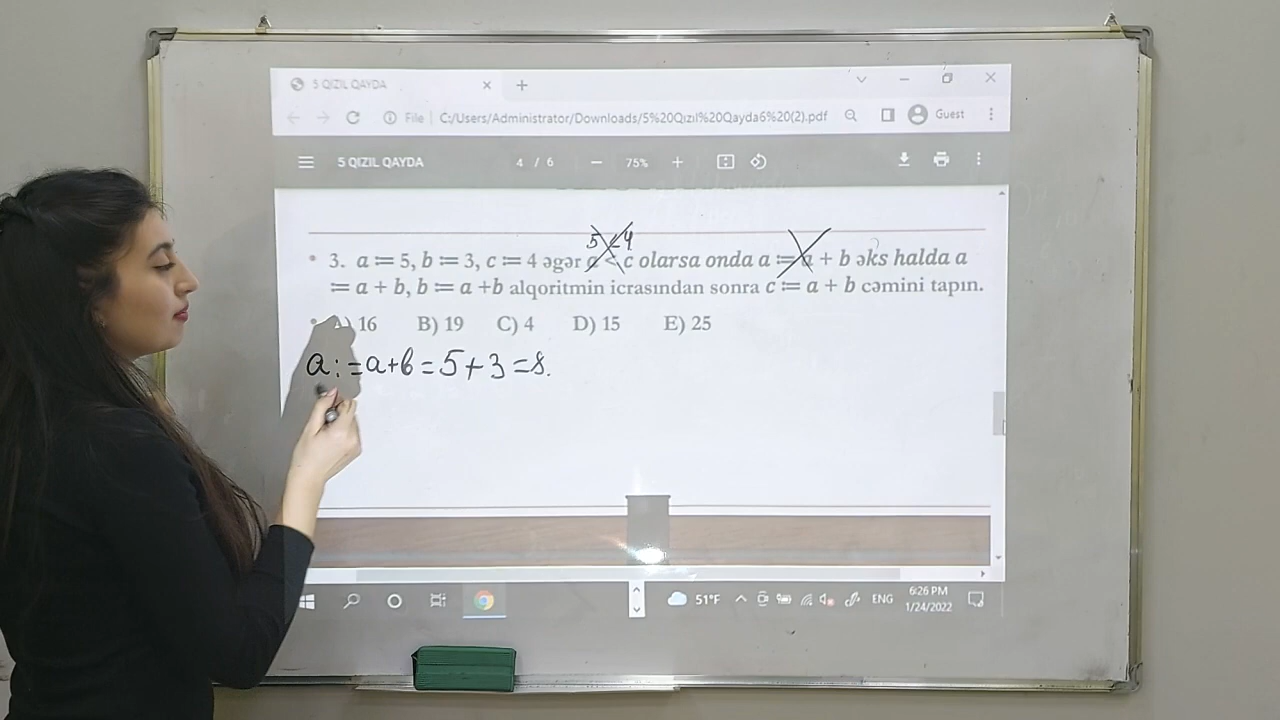 5 QIZIL QAYDA
File C:/Users/Administrator/Downloads/5%20Qızıl%20Qayda6%20(2).pdf Guest
5 QIZIL QAYDA 4 / 6 75%
5 < 4
• 3. a := 5, b := 3, c := 4 əgər a < c olarsa onda a := a + b əks halda a
:= a + b, b := a +b alqoritmin icrasından sonra c := a + b cəmini tapın.
• A) 16 B) 19 C) 4 D) 15 E) 25
a := a+b = 5+3 = 8.
51°F ENG 6:26 PM
1/24/2022